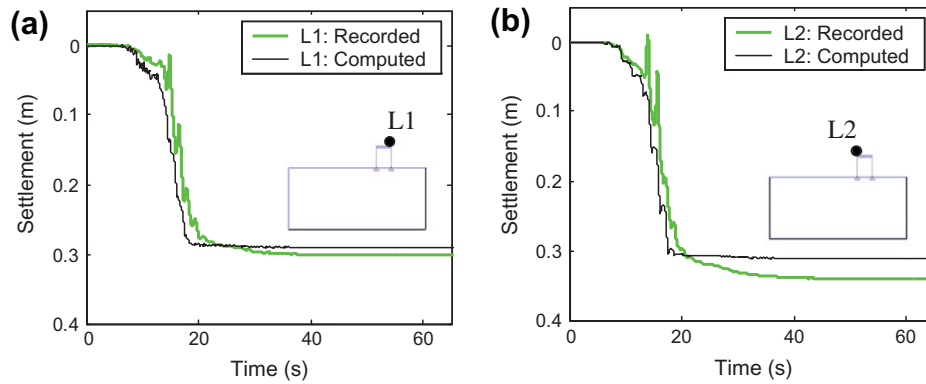 (a)
L1: Recorded
L1: Computed
L1
0
0.1
0.2
0.3
0.4
Settlement (m)
0
20
40
60
Time (s)
(b)
L2: Recorded
L2: Computed
L2
0
0.1
0.2
0.3
0.4
Settlement (m)
0
20
40
60
Time (s)